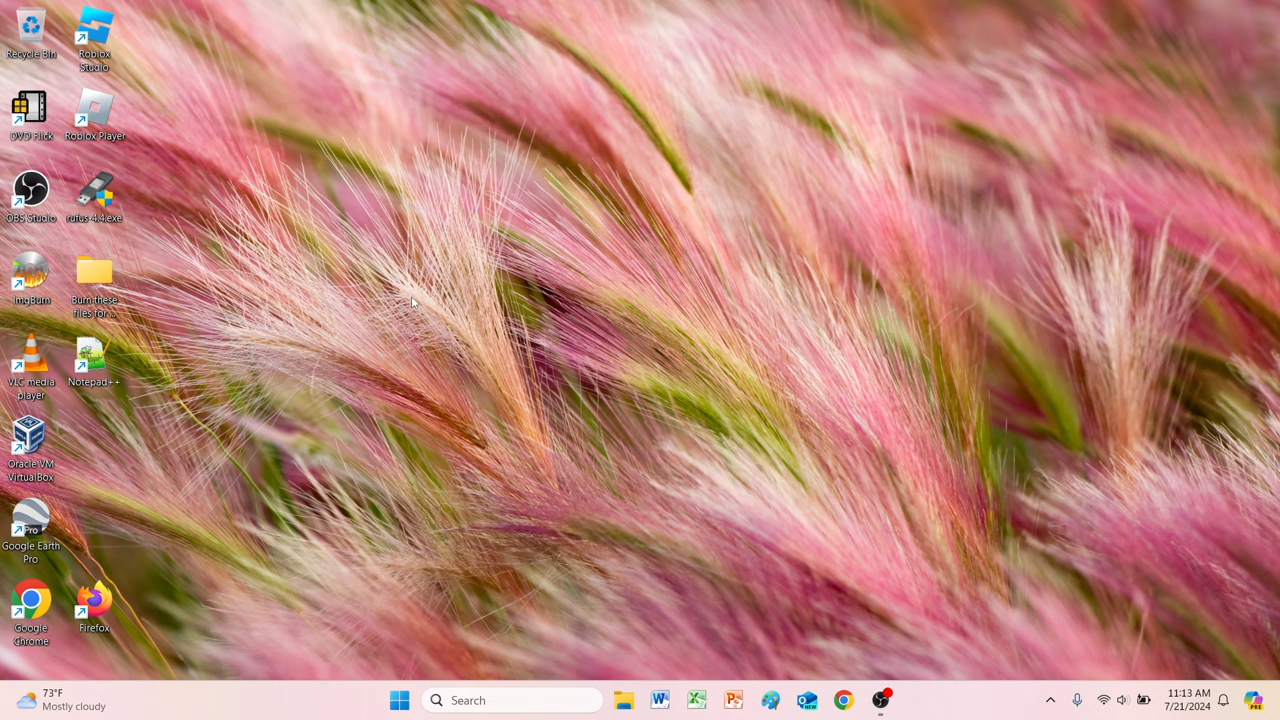 Recycle Bin
Roblox
Studio
DVD Flick
Roblox Player
OBS Studio
rufus-4.4.exe
ImgBurn
Burn these
files for ...
VLC media
player
Notepad++
Oracle VM
VirtualBox
Pro
Google Earth
Pro
Google
Chrome
Firefox
73°F
Mostly cloudy
Search
W
X
P
NEW
11:13 AM
7/21/2024
PRE